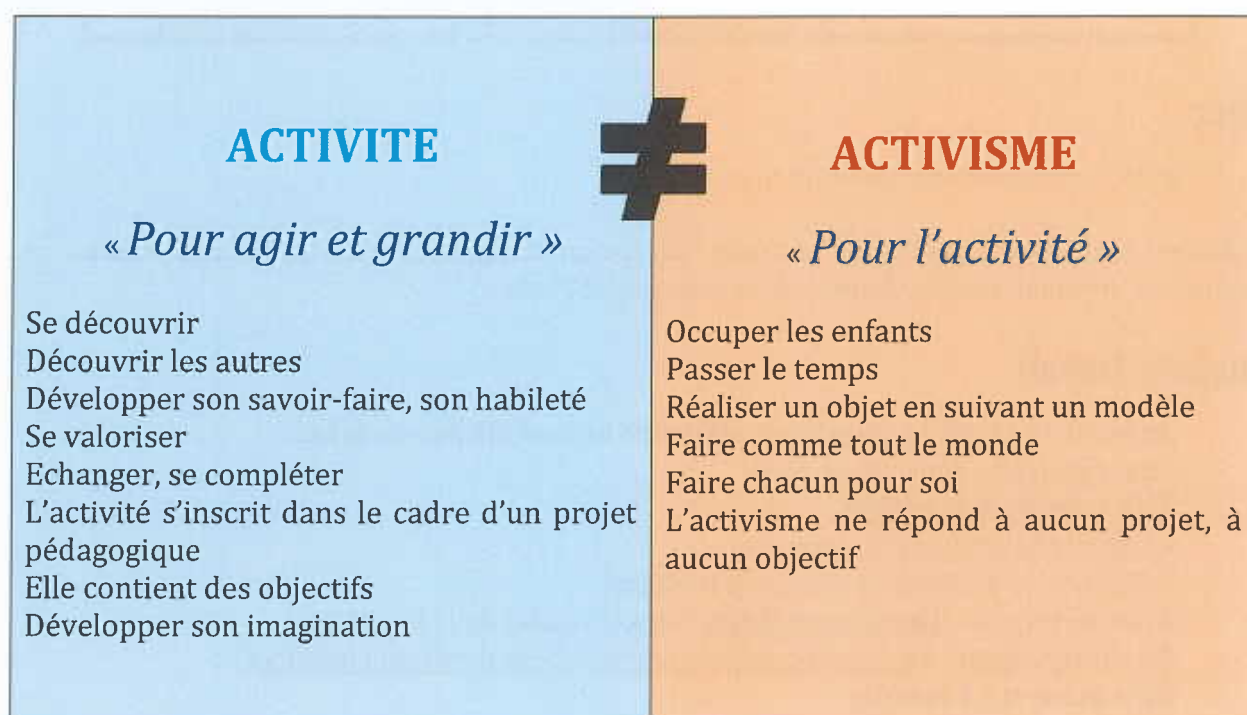 ACTIVITE
« Pour agir et grandir »
Se découvrir
Découvrir les autres
Développer son savoir-faire, son habileté
Se valoriser
Echanger, se compléter
L’activité s’inscrit dans le cadre d’un projet
pédagogique
Elle contient des objectifs
Développer son imagination
≠
ACTIVISME
« Pour l’activité »
Occuper les enfants
Passer le temps
Réaliser un objet en suivant un modèle
Faire comme tout le monde
Faire chacun pour soi
L’activisme ne répond à aucun projet, à
aucun objectif